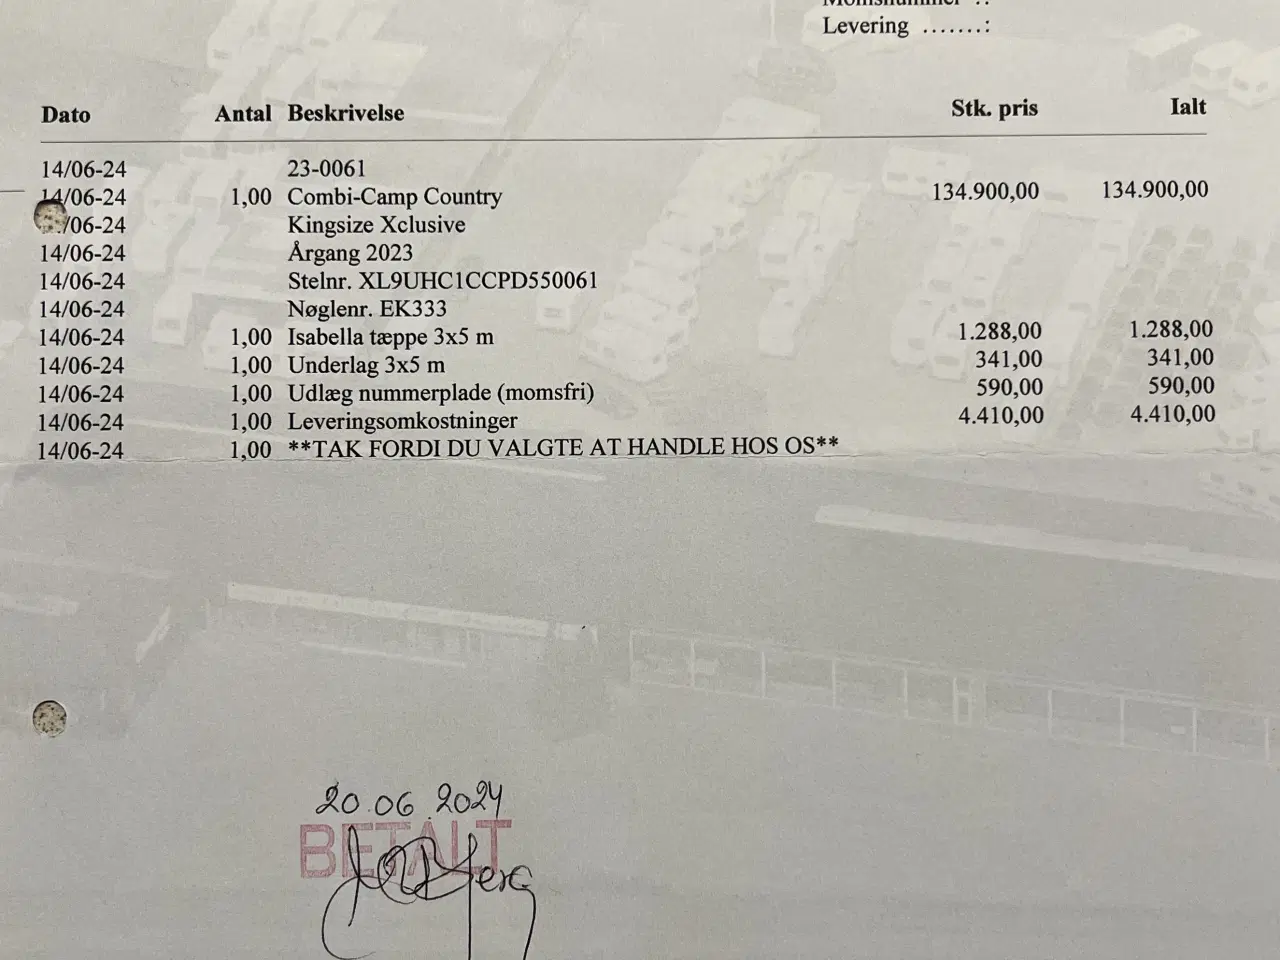 Levering .......:
Dato Antal Beskrivelse Stk. pris Ialt
14/06-24 23-0061
14/06-24 1,00 Combi-Camp Country 134.900,00 134.900,00
/06-24 Kingsize Xclusive
14/06-24 Årgang 2023
14/06-24 Stelnr. XL9UHC1CCPD550061
14/06-24 Nøglenr. EK333
14/06-24 1,00 Isabella tæppe 3x5 m 1.288,00 1.288,00
14/06-24 1,00 Underlag 3x5 m 341,00 341,00
14/06-24 1,00 Udlæg nummerplade (momsfri) 590,00 590,00
14/06-24 1,00 Leveringsomkostninger 4.410,00 4.410,00
14/06-24 1,00 **TAK FORDI DU VALGTE AT HANDLE HOS OS**
20.06.2024
BETALT